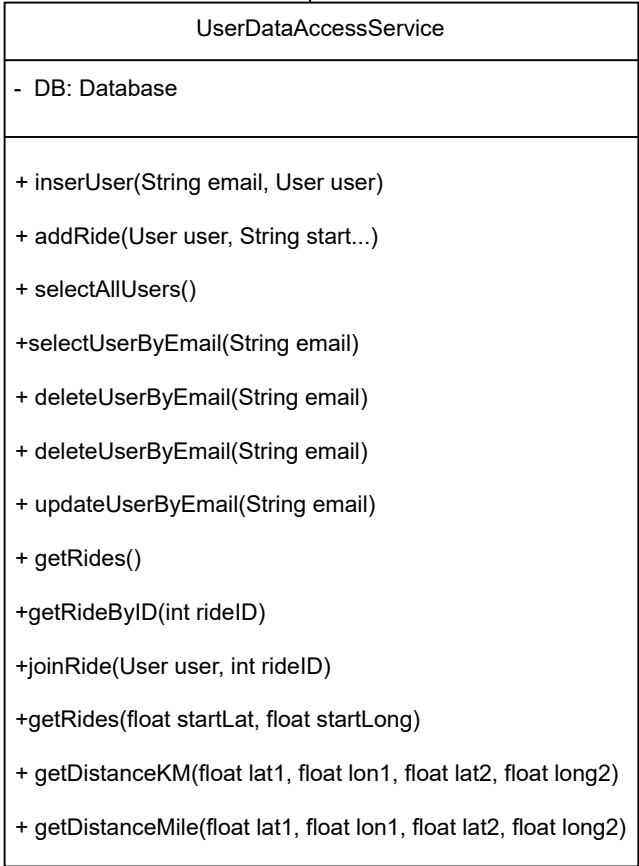 UserDataAccessService
- DB: Database
+ inserUser(String email, User user)
+ addRide(User user, String start...)
+ selectAllUsers()
+selectUserByEmail(String email)
+ deleteUserByEmail(String email)
+ deleteUserByEmail(String email)
+ updateUserByEmail(String email)
+ getRides()
+getRideByID(int rideID)
+joinRide(User user, int rideID)
+getRides(float startLat, float startLong)
+ getDistanceKM(float lat1, float lon1, float lat2, float long2)
+ getDistanceMile(float lat1, float lon1, float lat2, float long2)